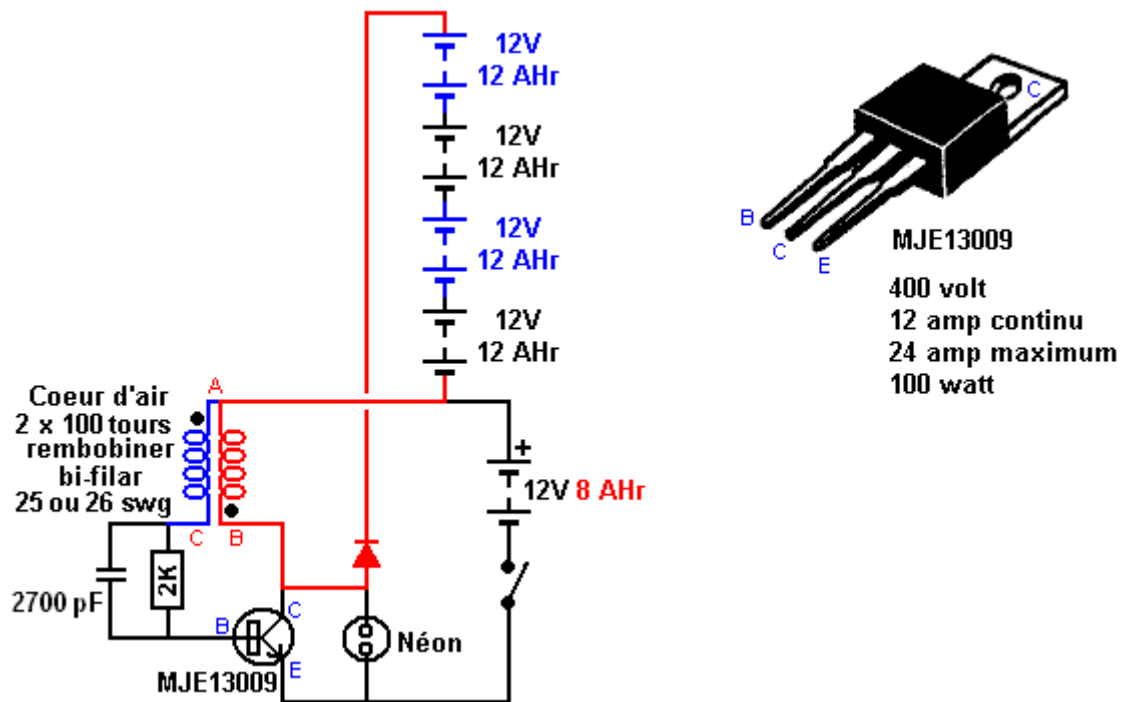 12V
12 AHr
12V
12 AHr
12V
12 AHr
12V
12 AHr
C
B
C
E
MJE13009
400 volt
12 amp continu
24 amp maximum
100 watt
A
Coeur d'air
2 x 100 tours
rembobiner
bi-filar
25 ou 26 swg
+
12V 8 AHr
C
B
2K
2700 pF
C
B
E
Néon
MJE13009